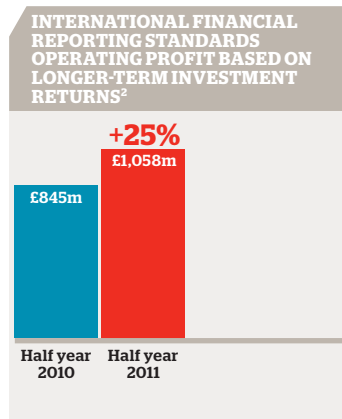 INTERNATIONAL FINANCIAL
REPORTING STANDARDS
OPERATING PROFIT BASED ON
LONGER-TERM INVESTMENT
RETURNS²
+25%
£1,058m
£845m
Half year Half year
2010 2011